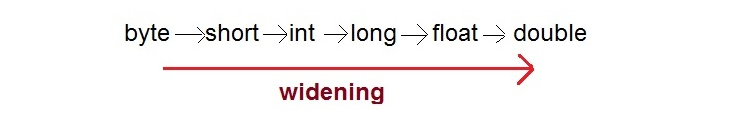 byte → short → int → long → float → double
widening